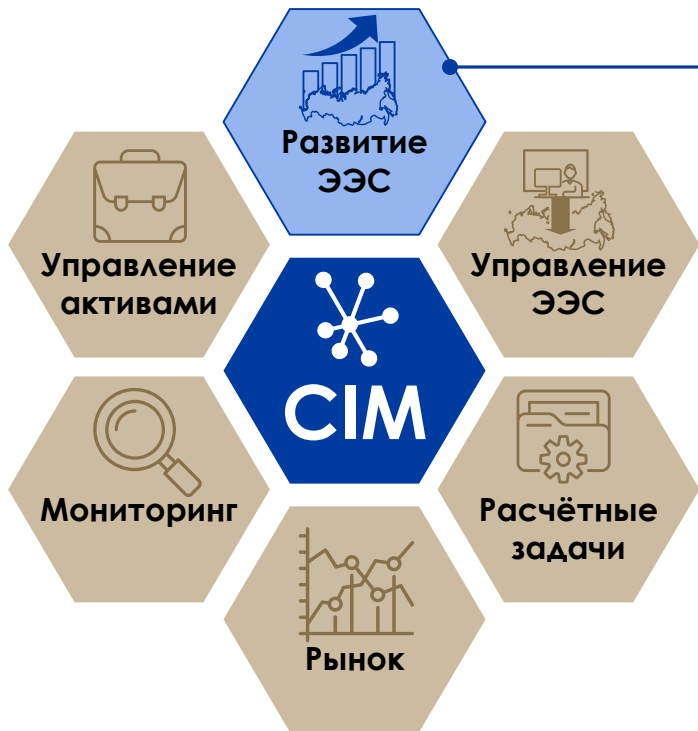 Развитие
ЭЭС
Управление
активами
Управление
ЭЭС
CIM
Мониторинг
Расчётные
задачи
Рынок